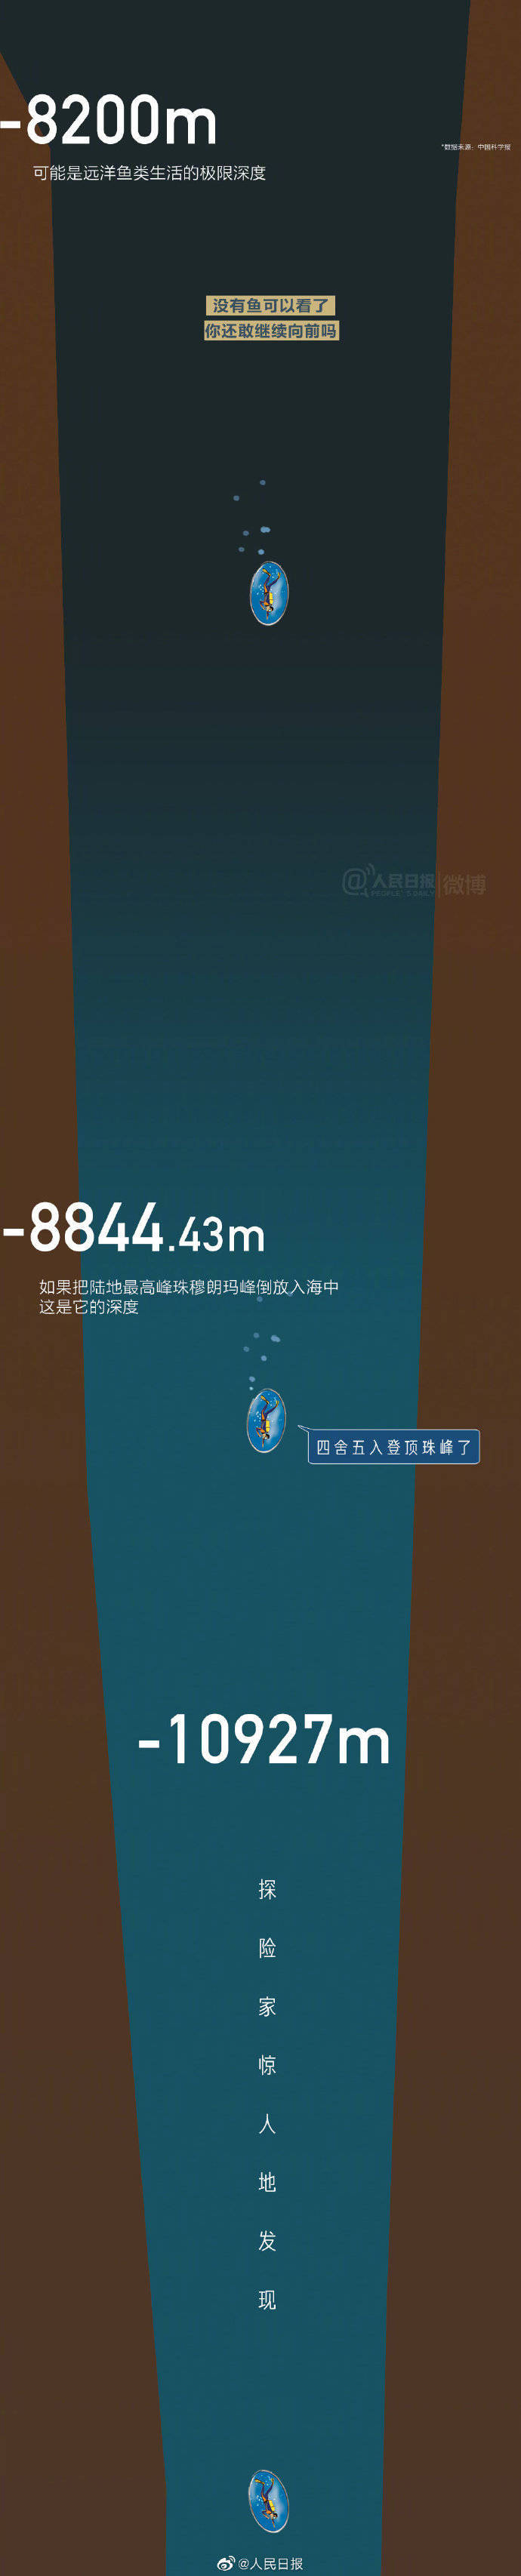 -8200m
*数据来源：中国科学报
可能是远洋鱼类生活的极限深度
没有鱼可以看了
你还敢继续向前吗
@人民日报 微博
PEOPLE'S DAILY
-8844.43m
如果把陆地最高峰珠穆朗玛峰倒放入海中
这是它的深度
四舍五入登顶珠峰了
-10927m
探
险
家
惊
人
地
发
现
@人民日报